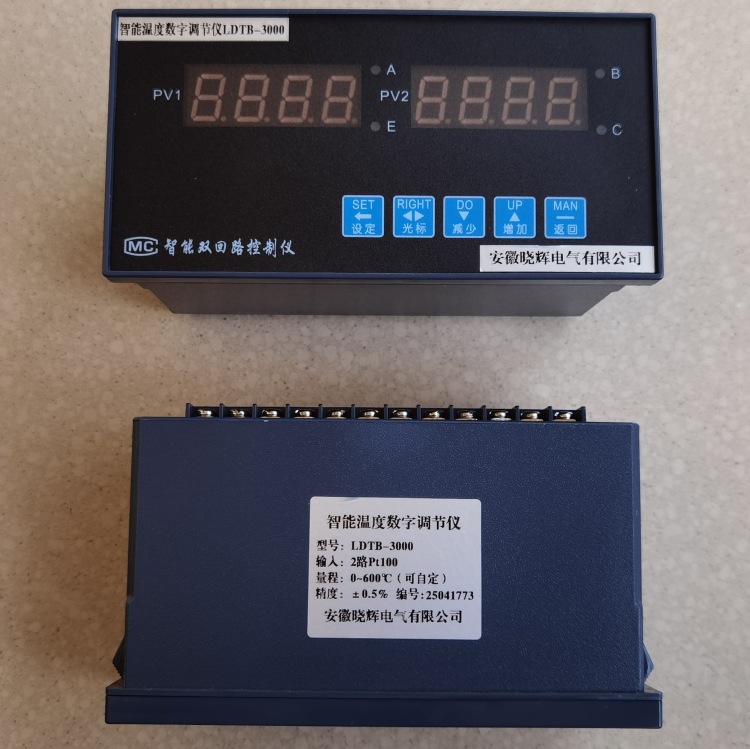 智能温度数字调节仪LDTB-3000
PV1
A
E
PV2
B
C
SET
设定
RIGHT
光标
DO
减少
UP
增加
MAN
返回
MC 智能双回路控制仪
安徽晓辉电气有限公司
智能温度数字调节仪
型号：LDTB-3000
输入：2路Pt100
量程：0~600℃（可自定）
精度：±0.5% 编号:25041773
安徽晓辉电气有限公司